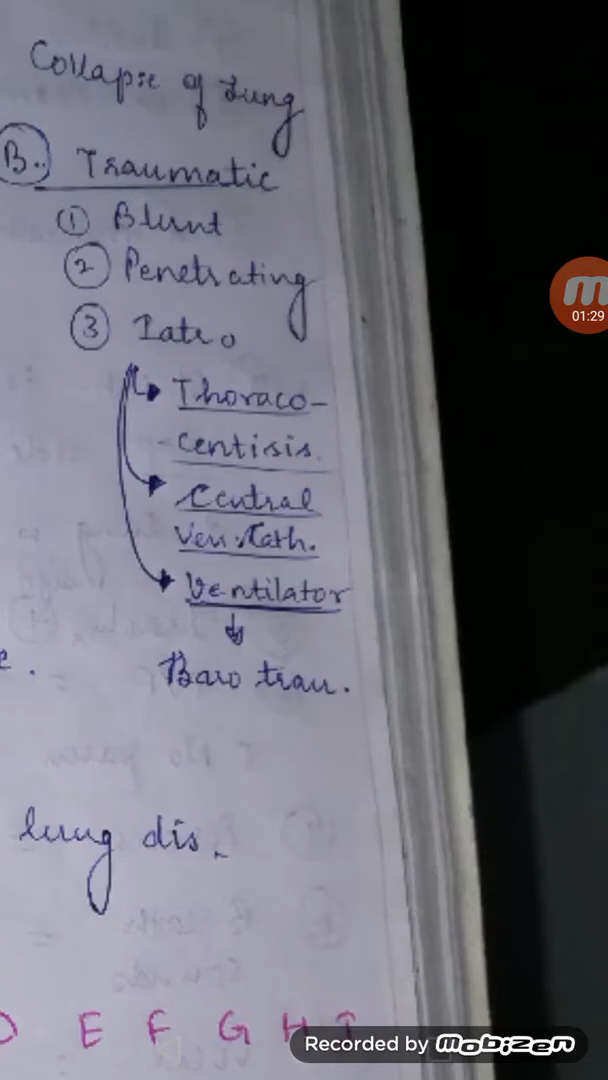 Collapse of Lung
B.. Traumatic
① Blunt
② Penetrating
③ Iatro
Thoraco-
-centisis.
Central
Ven. Cath.
Ventilator
↓
Baro trau.
e.
lung dis.
D E F G H I
01:29
Recorded by mobizen